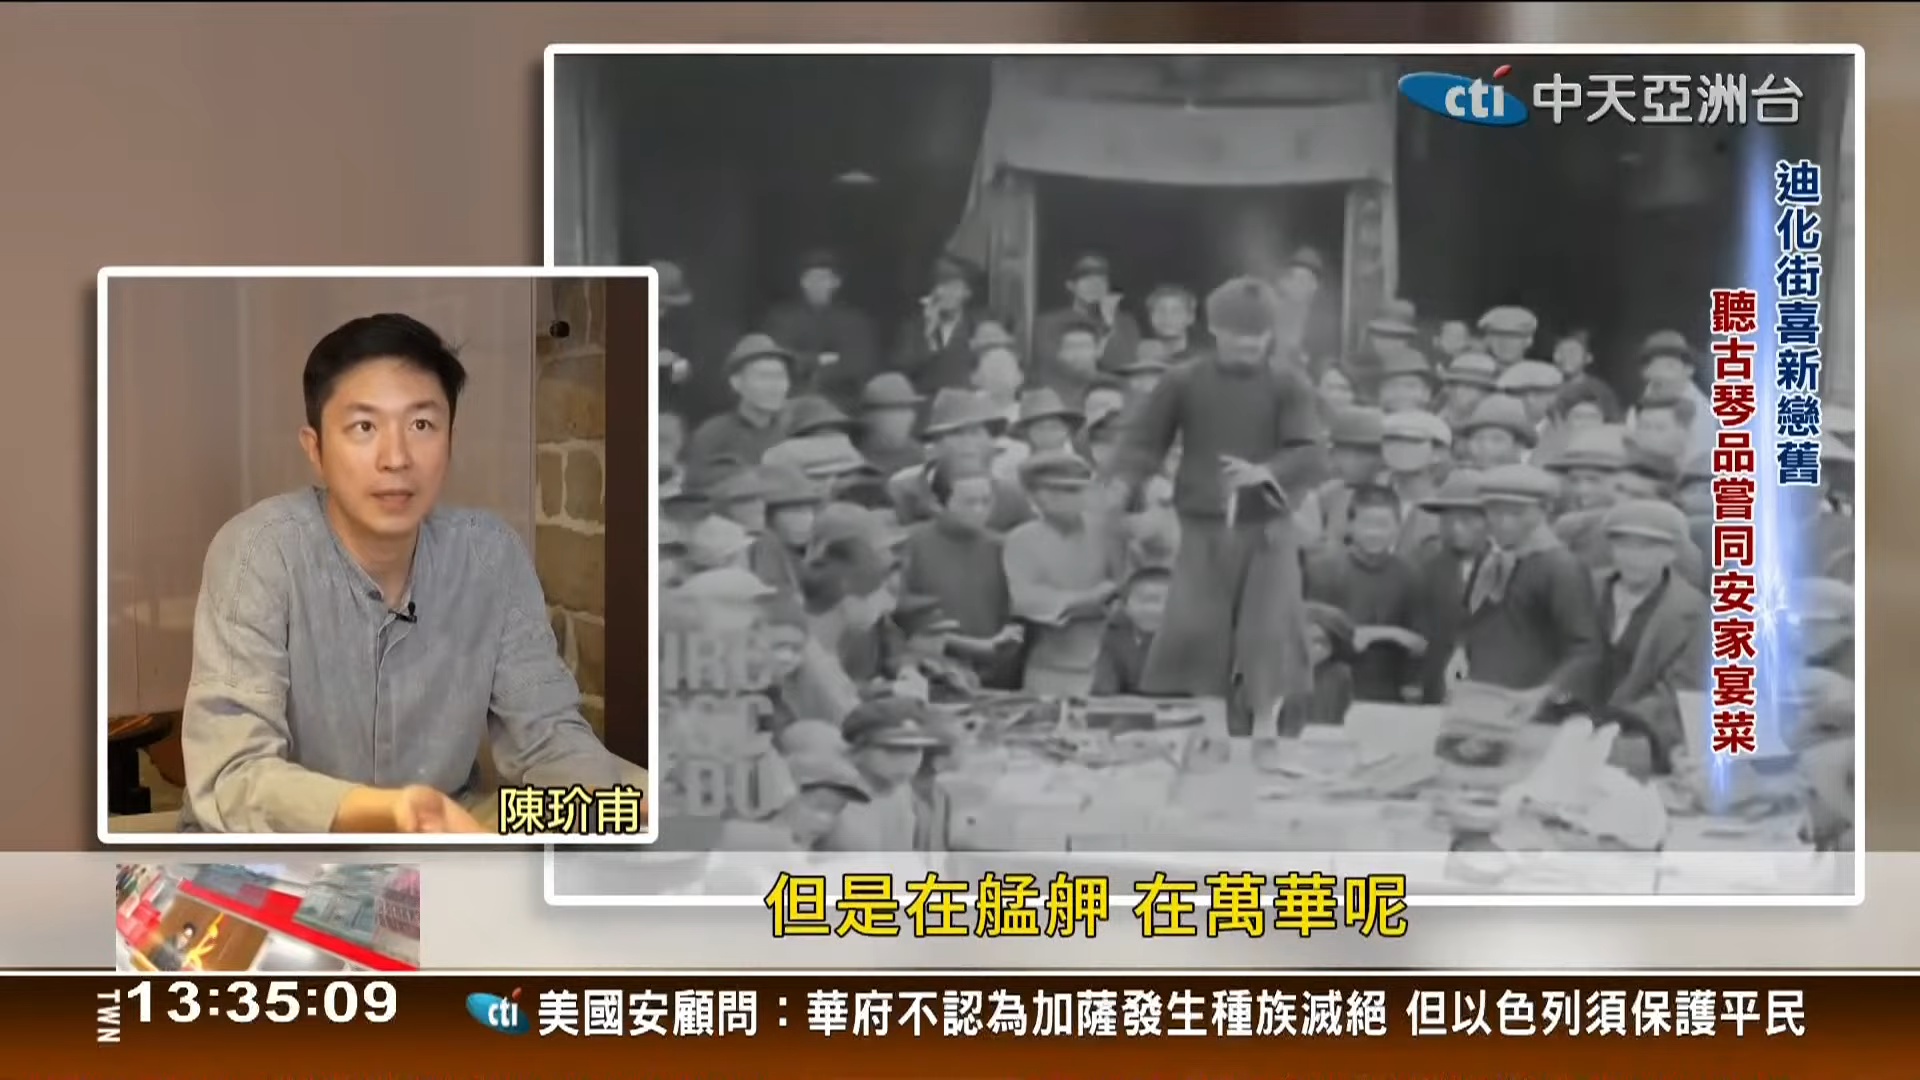 cti 中天亞洲台
迪化街喜新戀舊
聽古琴品嘗同安家宴菜
陳玠甫
但是在艋舺 在萬華呢
TWN 13:35:09
cti 美國安顧問：華府不認為加薩發生種族滅絕 但以色列須保護平民